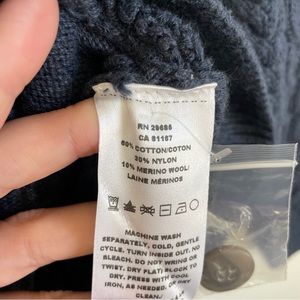 RN 29685
CA 61167
60% COTTON/COTON
30% NYLON
10% MERINO WOOL/
LAINE MÉRINOS
MACHINE WASH
SEPARATELY, COLD, GENTLE
CYCLE. TURN INSIDE OUT. NO
BLEACH. DO NOT WRING OR
TWIST. DRY FLAT/BLOCK TO
DRY. PRESS WITH COOL
IRON, AS NEEDED. OR DRY
CLEAN.